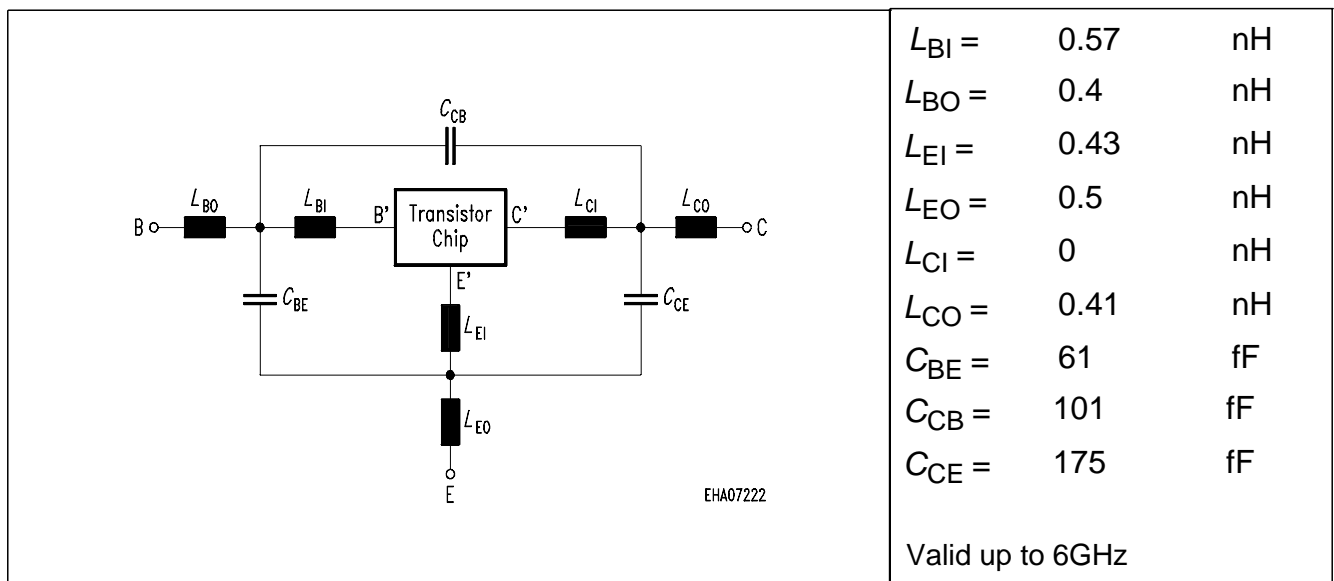 C_CB
L_BO
L_BI
B'
Transistor
Chip
C'
L_CI
L_CO
B
C
E'
C_BE
C_CE
L_EI
L_EO
E
EHA07222
L_BI = 0.57 nH
L_BO = 0.4 nH
L_EI = 0.43 nH
L_EO = 0.5 nH
L_CI = 0 nH
L_CO = 0.41 nH
C_BE = 61 fF
C_CB = 101 fF
C_CE = 175 fF
Valid up to 6GHz